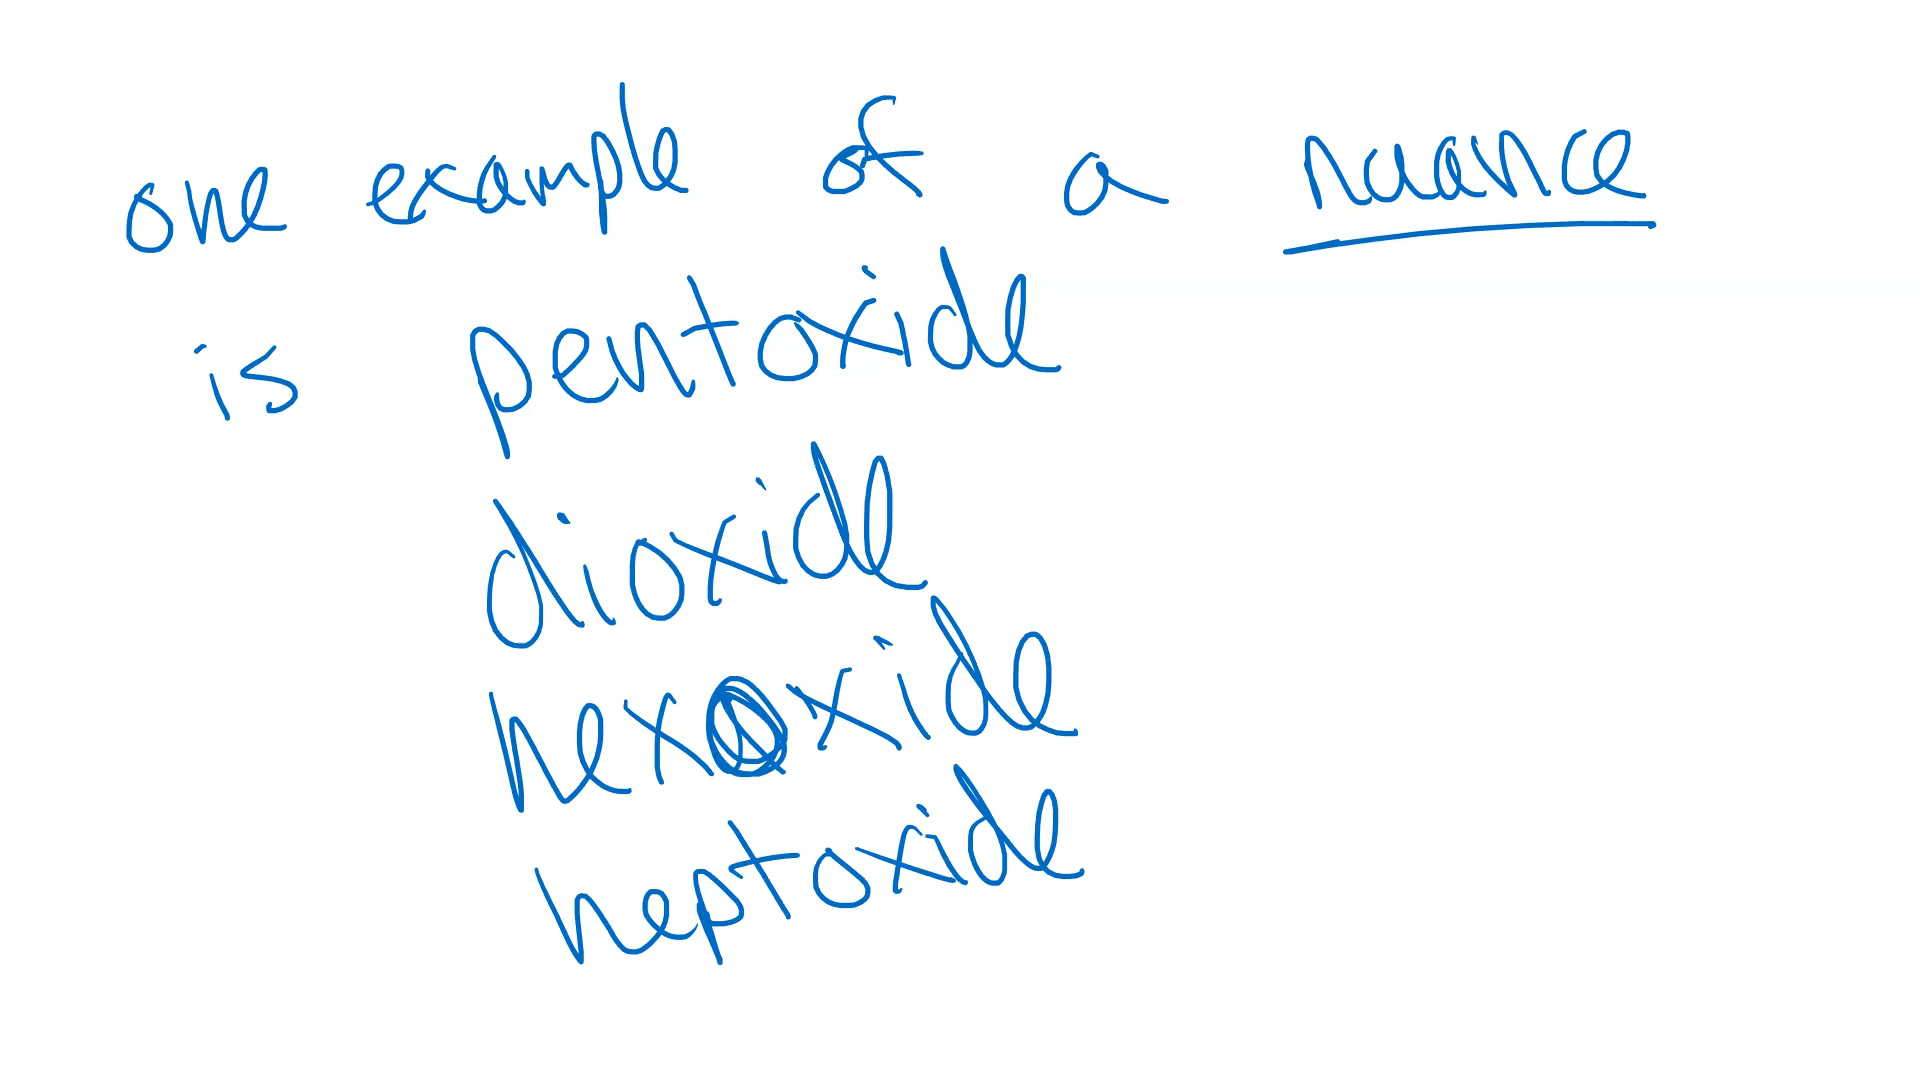 one example of a nuance
is pentoxide
dioxide
hexoxide
heptoxide